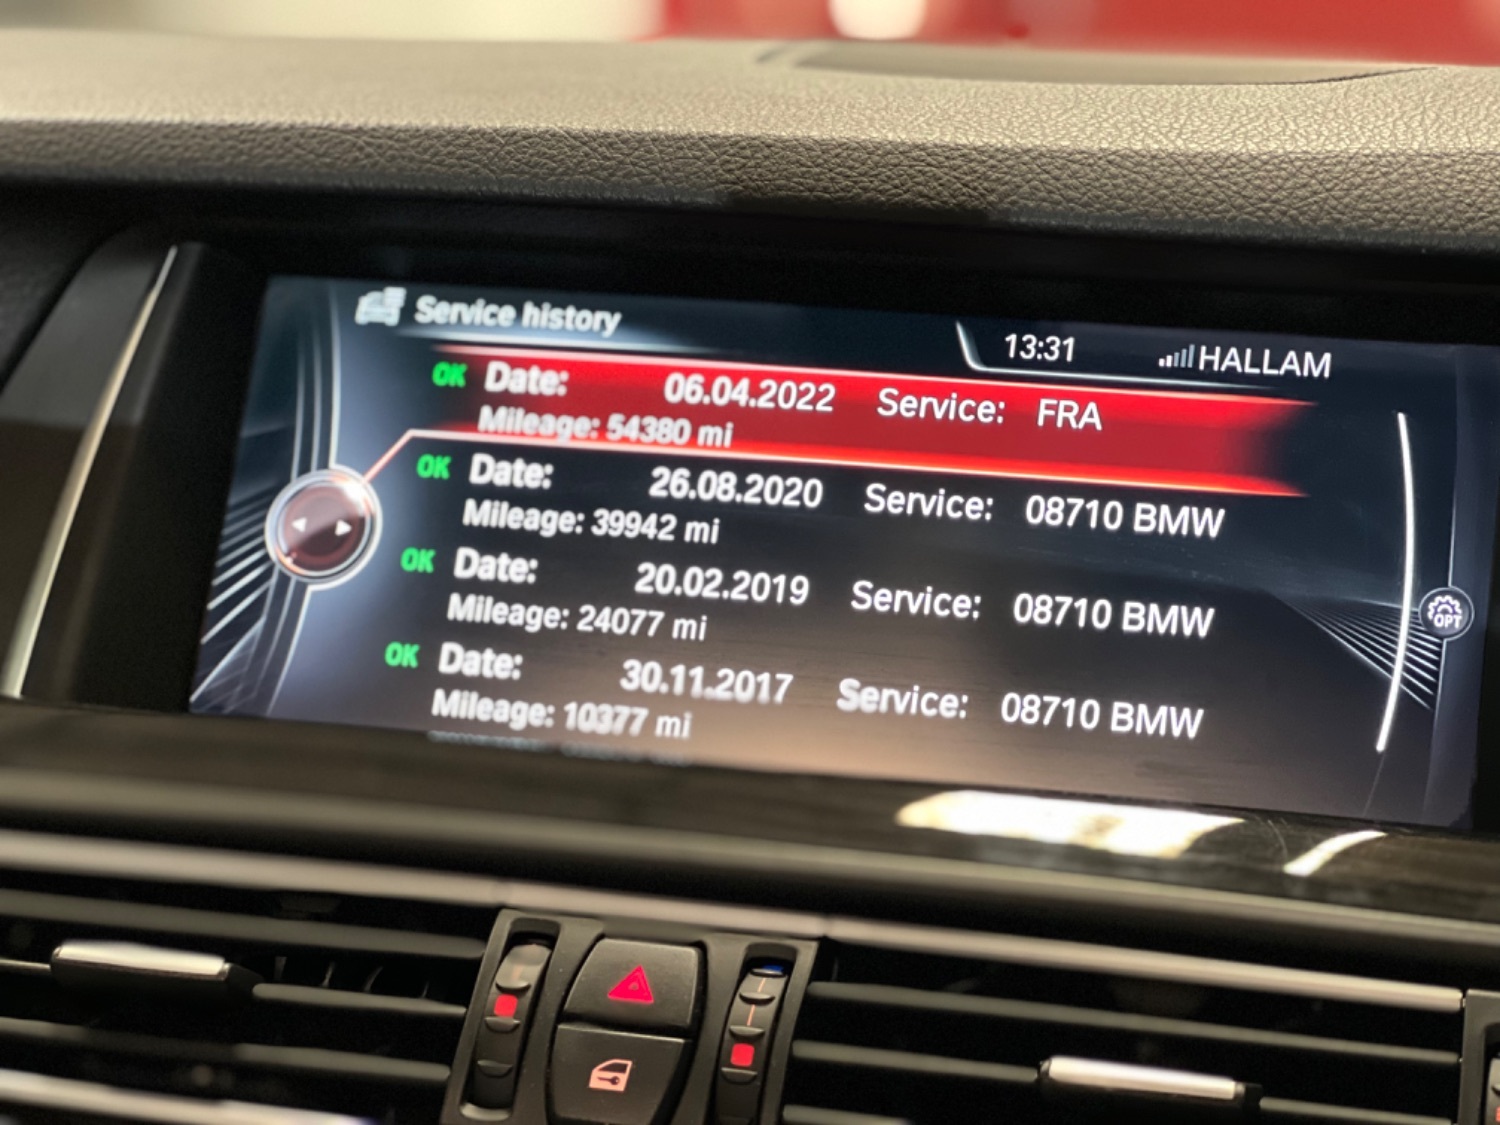 Service history
13:31 HALLAM
OK Date: 06.04.2022 Service: FRA
Mileage: 54380 mi
OK Date: 26.08.2020 Service: 08710 BMW
Mileage: 39942 mi
OK Date: 20.02.2019 Service: 08710 BMW
Mileage: 24077 mi
OPT
OK Date: 30.11.2017 Service: 08710 BMW
Mileage: 10377 mi